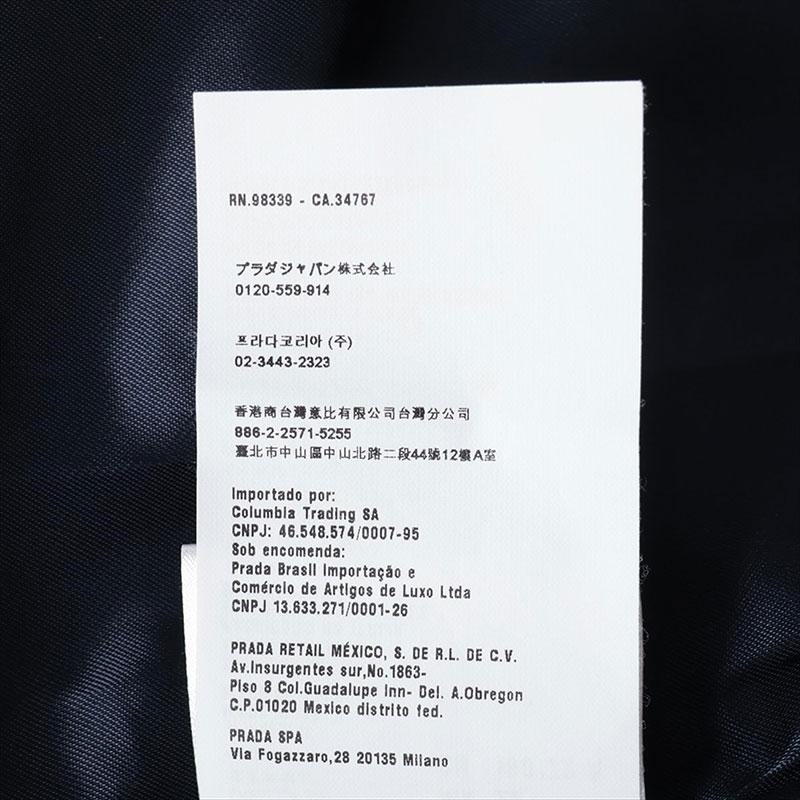 RN.98339 - CA.34767
プラダジャパン株式会社
0120-559-914
프라다코리아 (주)
02-3443-2323
香港商台灣意比有限公司台灣分公司
886-2-2571-5255
臺北市中山區中山北路二段44號12樓A室
Importado por:
Columbia Trading SA
CNPJ: 46.548.574/0007-95
Sob encomenda:
Prada Brasil Importação e
Comércio de Artigos de Luxo Ltda
CNPJ 13.633.271/0001-26
PRADA RETAIL MÉXICO, S. DE R.L. DE C.V.
Av.Insurgentes sur,No.1863-
Piso 8 Col.Guadalupe Inn- Del. A.Obregon
C.P.01020 Mexico distrito fed.
PRADA SPA
Via Fogazzaro,28 20135 Milano